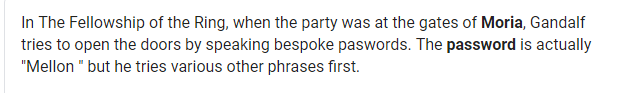 In The Fellowship of the Ring, when the party was at the gates of Moria, Gandalf
tries to open the doors by speaking bespoke paswords. The password is actually
"Mellon " but he tries various other phrases first.